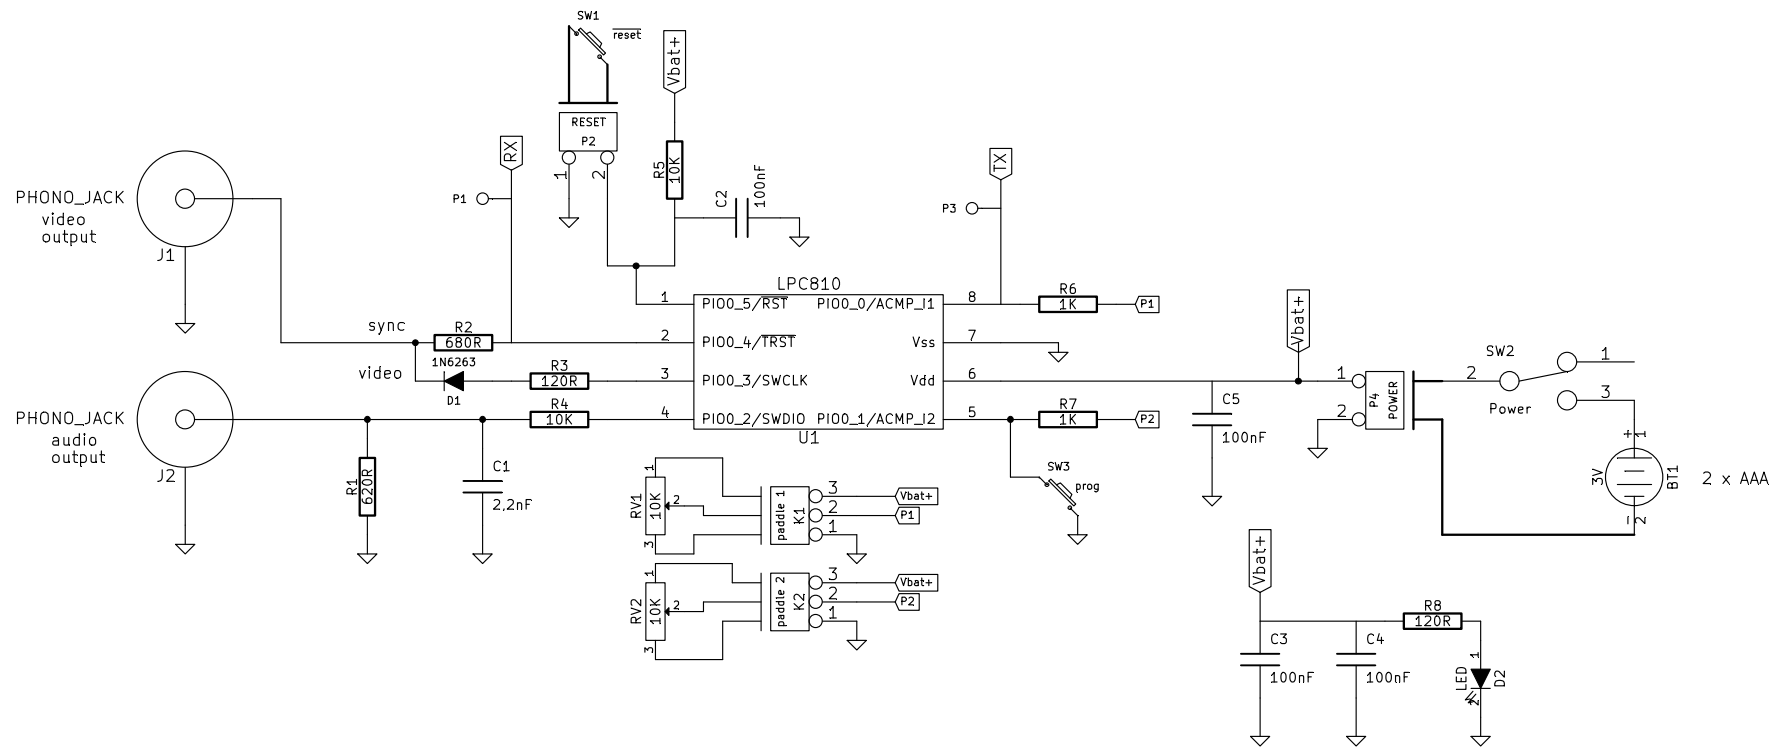 SW1
reset
Vbat+
RESET
P2
1
2
R5
10K
C2
100nF
RX
P1
TX
P3
PHONO_JACK
video
output
J1
LPC810
1
PIO0_5/RST
PIO0_0/ACMP_I1
8
R6
1K
P1
sync
R2
680R
2
PIO0_4/TRST
Vss
7
video
1N6263
D1
R3
120R
3
PIO0_3/SWCLK
Vdd
6
PHONO_JACK
audio
output
J2
R4
10K
4
PIO0_2/SWDIO
PIO0_1/ACMP_I2
5
U1
R7
1K
P2
SW3
prog
R1
620R
C1
2,2nF
Vbat+
C5
100nF
1
2
P4
POWER
SW2
2
Power
1
3
+
1
3V
BT1
-
2
2 x AAA
RV1
10K
1
2
3
paddle 1
K1
3
2
1
Vbat+
P1
RV2
10K
1
2
3
paddle 2
K2
3
2
1
Vbat+
P2
Vbat+
C3
100nF
C4
100nF
R8
120R
1
LED
D2
2